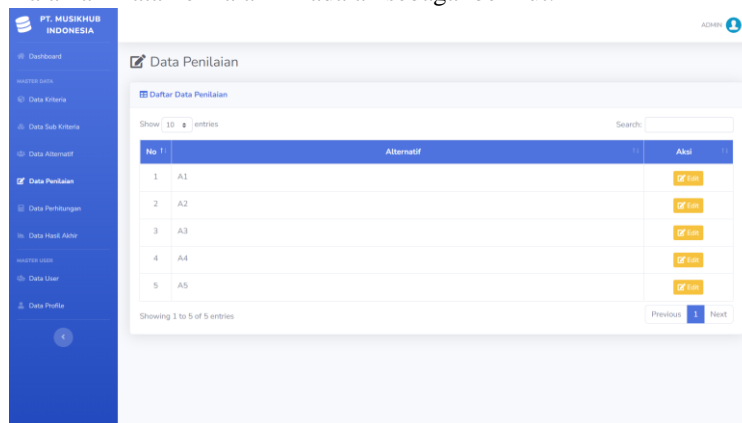 PT. MUSIKHUB
INDONESIA
ADMIN
Dashboard
MASTER DATA
Data Kriteria
Data Sub Kriteria
Data Alternatif
Data Penilaian
Data Perhitungan
Data Hasil Akhir
MASTER USER
Data User
Data Profile
Data Penilaian
Daftar Data Penilaian
Show 10 entries
Search:
No Alternatif Aksi
1 A1 Edit
2 A2 Edit
3 A3 Edit
4 A4 Edit
5 A5 Edit
Showing 1 to 5 of 5 entries
Previous 1 Next